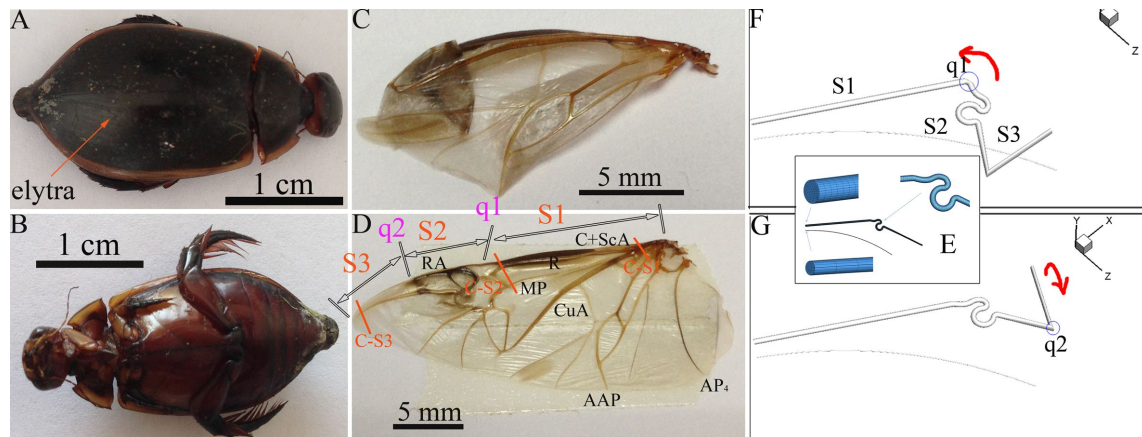 A
elytra
1 cm
B
1 cm
C
5 mm
D
q1
S1
q2
S2
S3
C+ScA
C-S1
RA
R
C-S2
MP
CuA
C-S3
AP4
AAP
5 mm
F
Z
q1
S1
S2
S3
E
G
Y
X
Z
q2